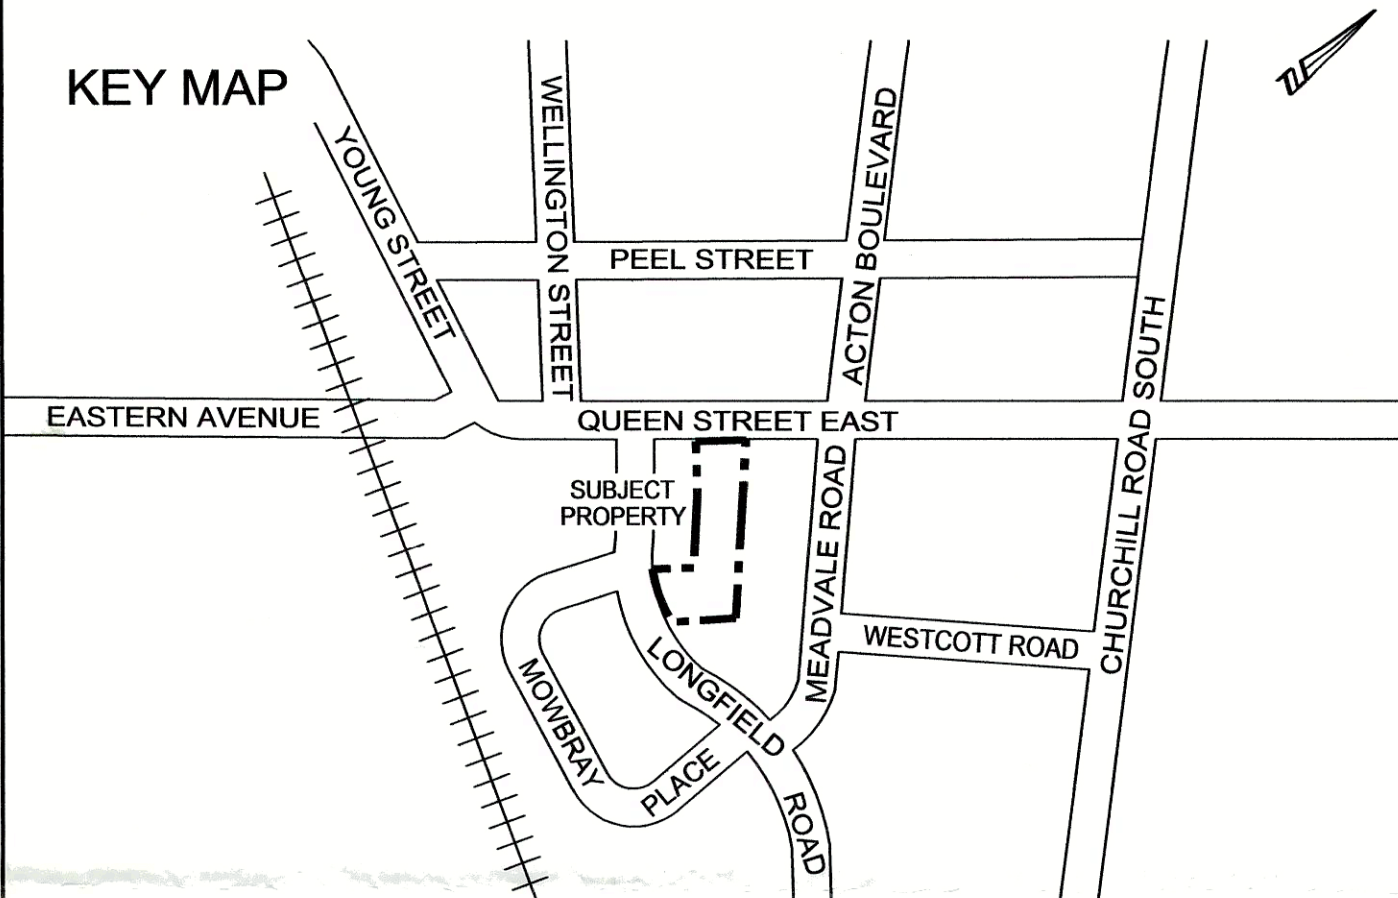 KEY MAP
YOUNG STREET
WELLINGTON STREET
ACTON BOULEVARD
N
PEEL STREET
CHURCHILL ROAD SOUTH
EASTERN AVENUE
QUEEN STREET EAST
SUBJECT
PROPERTY
MEADVALE ROAD
WESTCOTT ROAD
LONGFIELD ROAD
MOWBRAY PLACE